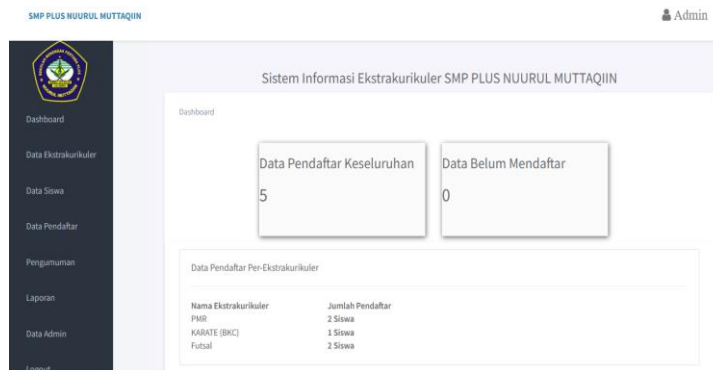 SMP PLUS NUURUL MUTTAQIIN
Admin
Sistem Informasi Ekstrakurikuler SMP PLUS NUURUL MUTTAQIIN
Dashboard
Data Ekstrakurikuler
Data Siswa
Data Pendaftar
Pengumuman
Laporan
Data Admin
Logout
Dashboard
Data Pendaftar Keseluruhan
5
Data Belum Mendaftar
0
Data Pendaftar Per-Ekstrakurikuler
Nama Ekstrakurikuler Jumlah Pendaftar
PMR 2 Siswa
KARATE (BKC) 1 Siswa
Futsal 2 Siswa